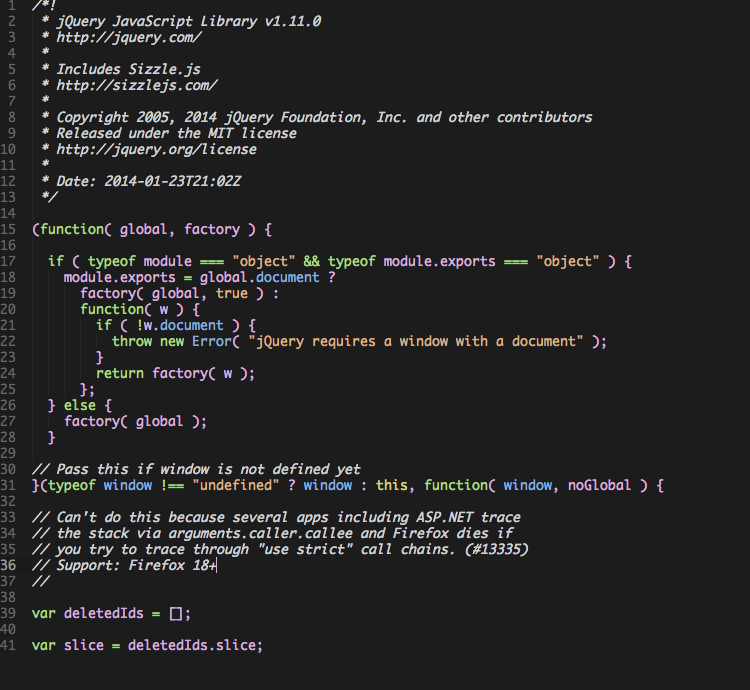 1 /*!
2  * jQuery JavaScript Library v1.11.0
3  * http://jquery.com/
4  *
5  * Includes Sizzle.js
6  * http://sizzlejs.com/
7  *
8  * Copyright 2005, 2014 jQuery Foundation, Inc. and other contributors
9  * Released under the MIT license
10  * http://jquery.org/license
11  *
12  * Date: 2014-01-23T21:02Z
13  */
14
15 (function( global, factory ) {
16
17   if ( typeof module === "object" && typeof module.exports === "object" ) {
18     module.exports = global.document ?
19       factory( global, true ) :
20       function( w ) {
21         if ( !w.document ) {
22           throw new Error( "jQuery requires a window with a document" );
23         }
24         return factory( w );
25       };
26   } else {
27     factory( global );
28   }
29
30 // Pass this if window is not defined yet
31 }(typeof window !== "undefined" ? window : this, function( window, noGlobal ) {
32
33 // Can't do this because several apps including ASP.NET trace
34 // the stack via arguments.caller.callee and Firefox dies if
35 // you try to trace through "use strict" call chains. (#13335)
36 // Support: Firefox 18+
37 //
38
39 var deletedIds = [];
40
41 var slice = deletedIds.slice;